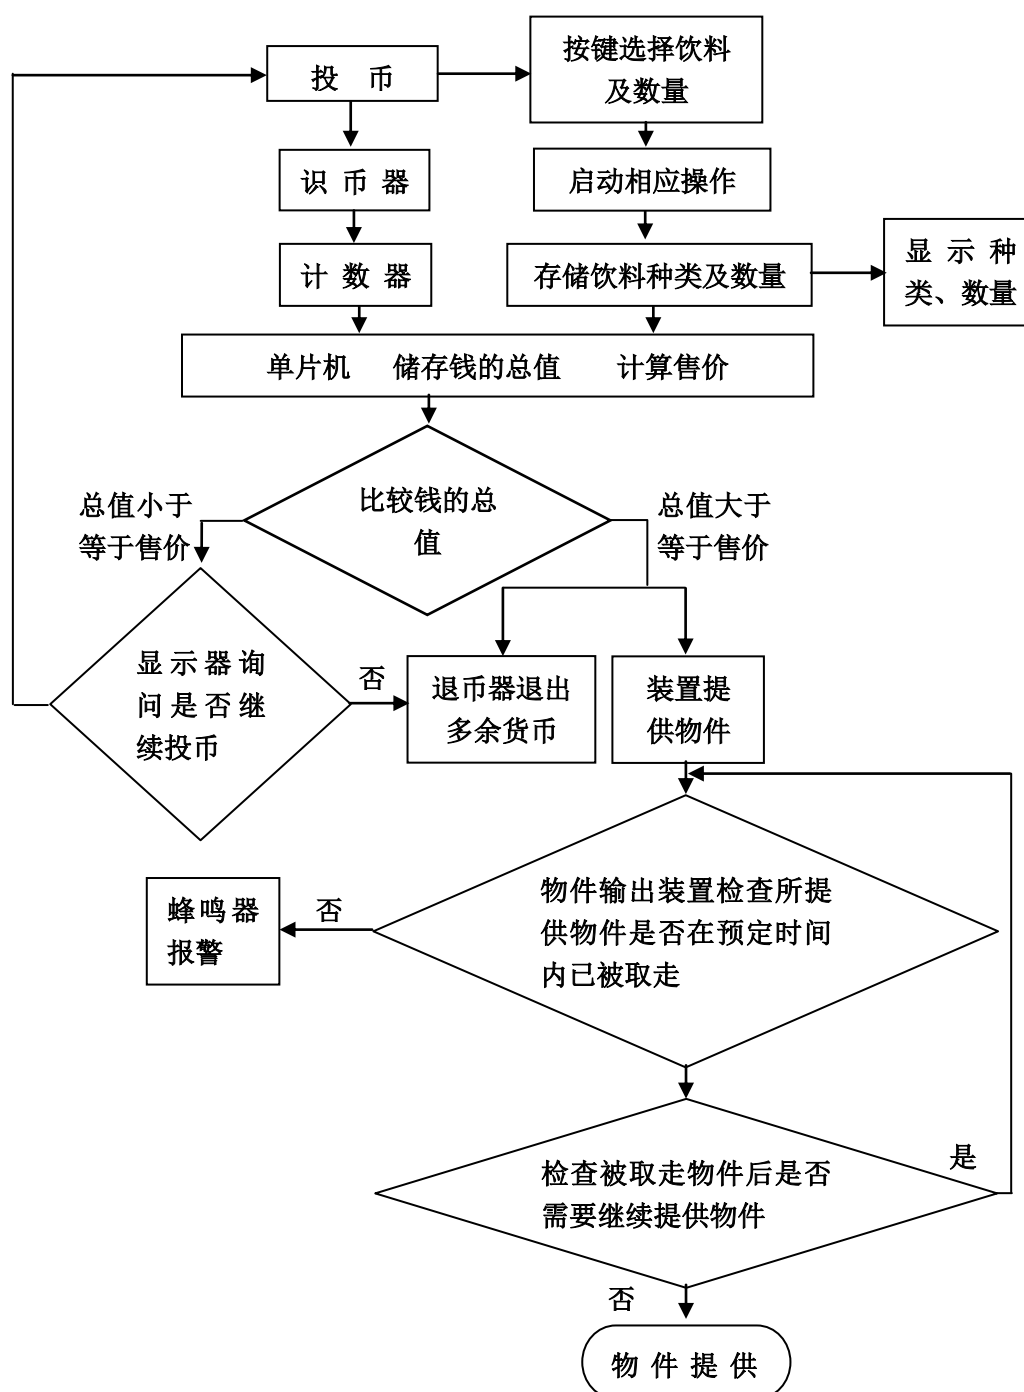 投 币
按键选择饮料
及数量
识 币 器
启动相应操作
计 数 器
存储饮料种类及数量
显 示 种
类、数量
单片机 储存钱的总值 计算售价
比较钱的总
值
总值小于
等于售价
总值大于
等于售价
显示器询
问是否继
续投币
否
退币器退出
多余货币
装置提
供物件
物件输出装置检查所提
供物件是否在预定时间
内已被取走
否
蜂鸣器
报警
检查被取走物件后是否
需要继续提供物件
是
否
物 件 提 供